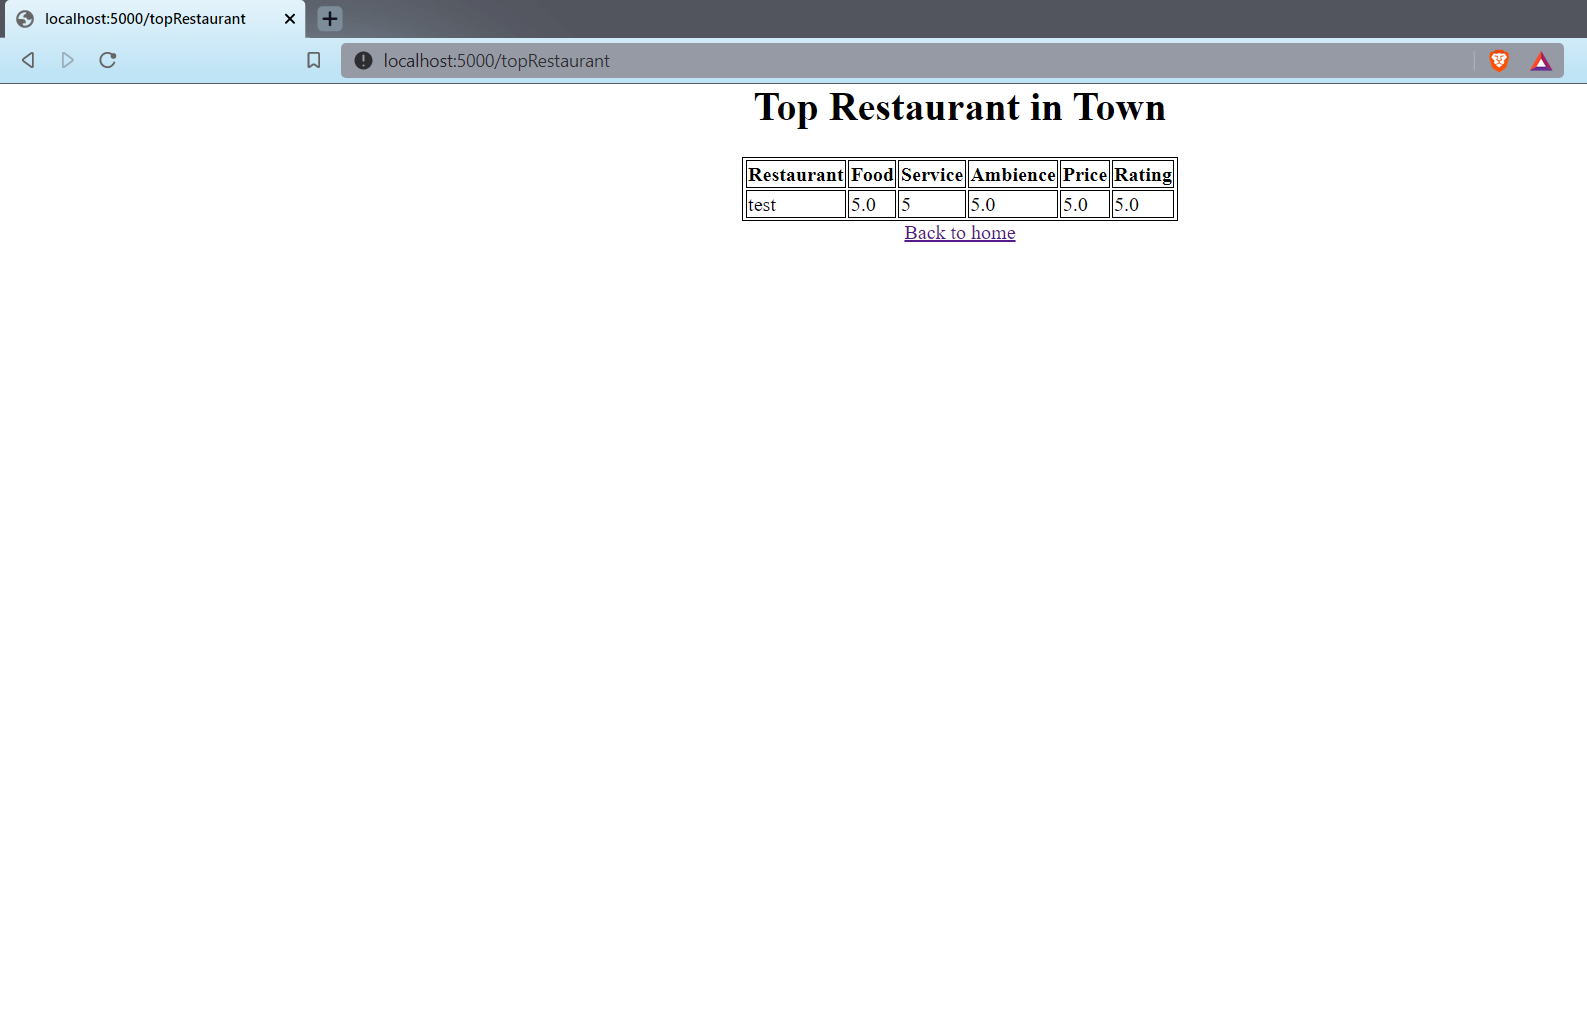 localhost:5000/topRestaurant
localhost:5000/topRestaurant
Top Restaurant in Town
Restaurant Food Service Ambience Price Rating
test 5.0 5 5.0 5.0 5.0
Back to home